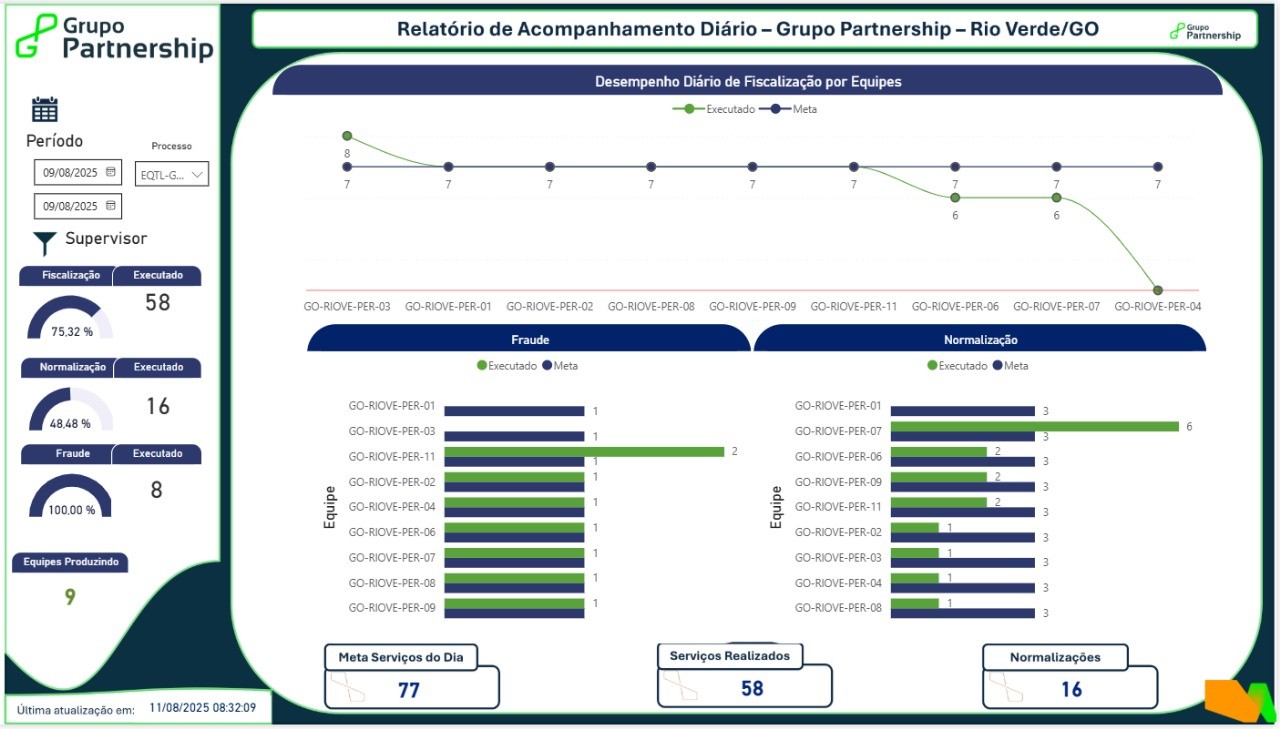 Grupo
Partnership
Relatório de Acompanhamento Diário – Grupo Partnership – Rio Verde/GO
Grupo
Partnership
Período
Processo
09/08/2025
EQTL-G...
09/08/2025
Supervisor
Fiscalização
Executado
75,32 %
58
Normalização
Executado
48,48 %
16
Fraude
Executado
100,00 %
8
Equipes Produzindo
9
Última atualização em:
11/08/2025 08:32:09
Desempenho Diário de Fiscalização por Equipes
Executado
Meta
8
7 7 7 7 7 7 7 7 7
6 6
GO-RIOVE-PER-03 GO-RIOVE-PER-01 GO-RIOVE-PER-02 GO-RIOVE-PER-08 GO-RIOVE-PER-09 GO-RIOVE-PER-11 GO-RIOVE-PER-06 GO-RIOVE-PER-07 GO-RIOVE-PER-04
Fraude
Executado Meta
Equipe
GO-RIOVE-PER-01 1
GO-RIOVE-PER-03 1
GO-RIOVE-PER-11 2
1
GO-RIOVE-PER-02 1
GO-RIOVE-PER-04 1
GO-RIOVE-PER-06 1
GO-RIOVE-PER-07 1
GO-RIOVE-PER-08 1
GO-RIOVE-PER-09 1
Normalização
Executado Meta
Equipe
GO-RIOVE-PER-01 3
GO-RIOVE-PER-07 6
3
GO-RIOVE-PER-06 2
3
GO-RIOVE-PER-09 2
3
GO-RIOVE-PER-11 2
3
GO-RIOVE-PER-02 1
3
GO-RIOVE-PER-03 1
3
GO-RIOVE-PER-04 1
3
GO-RIOVE-PER-08 1
3
Meta Serviços do Dia
77
Serviços Realizados
58
Normalizações
16